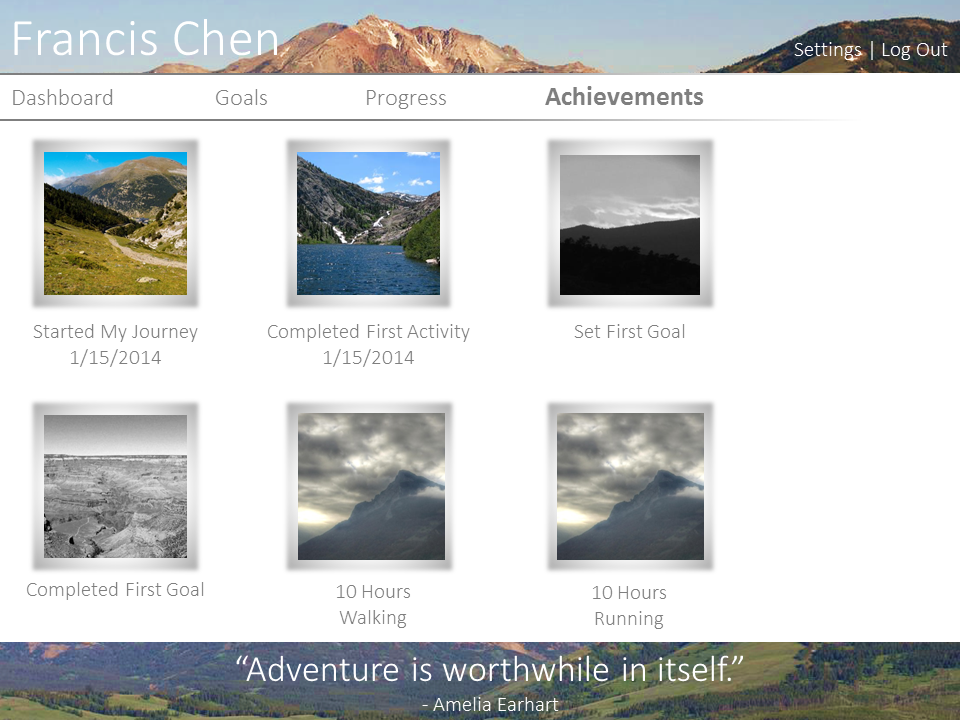 Francis Chen
Settings | Log Out
Dashboard Goals Progress Achievements
Started My Journey
1/15/2014
Completed First Activity
1/15/2014
Set First Goal
Completed First Goal
10 Hours
Walking
10 Hours
Running
“Adventure is worthwhile in itself.”
- Amelia Earhart